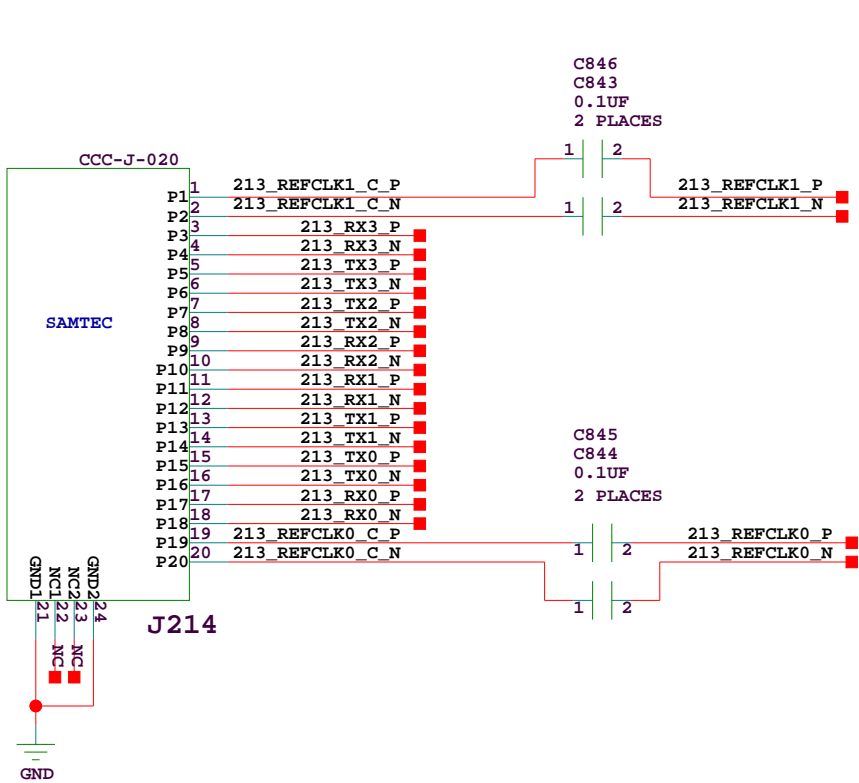 C846
C843
0.1UF
2 PLACES
CCC-J-020
1 2
P1 1 213_REFCLK1_C_P 213_REFCLK1_P
P2 2 213_REFCLK1_C_N 1 2 213_REFCLK1_N
P3 3 213_RX3_P
P4 4 213_RX3_N
P5 5 213_TX3_P
P6 6 213_TX3_N
P7 7 213_TX2_P
SAMTEC
P8 8 213_TX2_N
P9 9 213_RX2_P
P10 10 213_RX2_N
P11 11 213_RX1_P
P12 12 213_RX1_N
P13 13 213_TX1_P
P14 14 213_TX1_N
P15 15 213_TX0_P
P16 16 213_TX0_N
P17 17 213_RX0_P
P18 18 213_RX0_N
C845
C844
0.1UF
2 PLACES
P19 19 213_REFCLK0_C_P 1 2 213_REFCLK0_P
P20 20 213_REFCLK0_C_N 213_REFCLK0_N
1 2
GND1 21
NC1 22
NC2 23
GND2 24
J214
NC
NC
GND